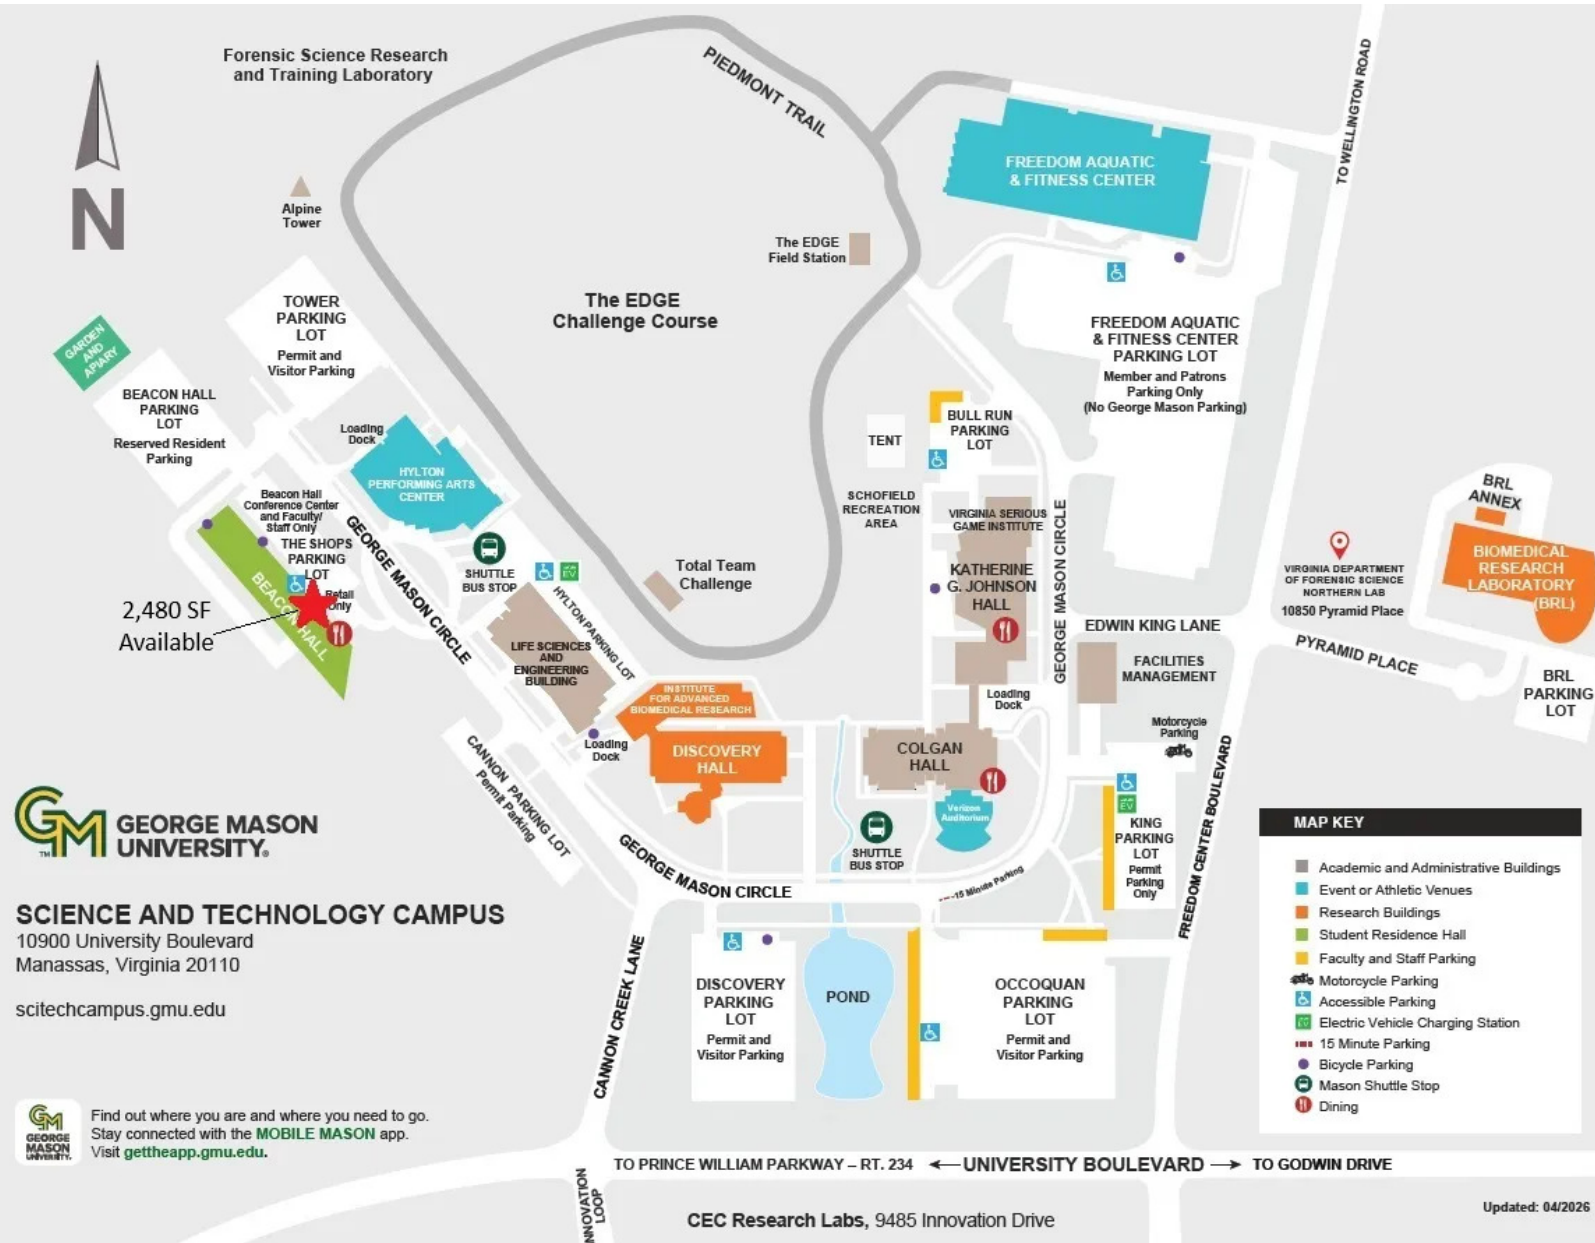 Forensic Science Research
and Training Laboratory
PIEDMONT TRAIL
TO WELLINGTON ROAD
N
Alpine
Tower
FREEDOM AQUATIC
& FITNESS CENTER
The EDGE
Field Station
The EDGE
Challenge Course
TOWER
PARKING
LOT
Permit and
Visitor Parking
GARDEN
AND
APIARY
BEACON HALL
PARKING
LOT
Reserved Resident
Parking
FREEDOM AQUATIC
& FITNESS CENTER
PARKING LOT
Member and Patrons
Parking Only
(No George Mason Parking)
Loading
Dock
HYLTON
PERFORMING ARTS
CENTER
TENT
BULL RUN
PARKING
LOT
SCHOFIELD
RECREATION
AREA
Beacon Hall
Conference Center
and Faculty/
Staff Only
THE SHOPS
PARKING
LOT
Retail
Only
BEACON HALL
2,480 SF
Available
GEORGE MASON CIRCLE
SHUTTLE
BUS STOP
EV
HYLTON PARKING LOT
LIFE SCIENCES
AND
ENGINEERING
BUILDING
Total Team
Challenge
VIRGINIA SERIOUS
GAME INSTITUTE
KATHERINE
G. JOHNSON
HALL
GEORGE MASON CIRCLE
BRL
ANNEX
BIOMEDICAL
RESEARCH
LABORATORY
(BRL)
VIRGINIA DEPARTMENT
OF FORENSIC SCIENCE
NORTHERN LAB
10850 Pyramid Place
EDWIN KING LANE
PYRAMID PLACE
BRL
PARKING
LOT
FACILITIES
MANAGEMENT
Loading
Dock
Motorcycle
Parking
INSTITUTE
FOR ADVANCED
BIOMEDICAL RESEARCH
DISCOVERY
HALL
Loading
Dock
CANNON PARKING LOT
Permit Parking
COLGAN
HALL
Verizon
Auditorium
SHUTTLE
BUS STOP
EV
KING
PARKING
LOT
Permit
Parking
Only
FREEDOM CENTER BOULEVARD
GEORGE MASON CIRCLE
15 Minute Parking
GM
TM
GEORGE MASON
UNIVERSITY®
SCIENCE AND TECHNOLOGY CAMPUS
10900 University Boulevard
Manassas, Virginia 20110
scitechcampus.gmu.edu
CANNON CREEK LANE
DISCOVERY
PARKING
LOT
Permit and
Visitor Parking
POND
OCCOQUAN
PARKING
LOT
Permit and
Visitor Parking
MAP KEY
Academic and Administrative Buildings
Event or Athletic Venues
Research Buildings
Student Residence Hall
Faculty and Staff Parking
Motorcycle Parking
Accessible Parking
EV Electric Vehicle Charging Station
15 Minute Parking
Bicycle Parking
Mason Shuttle Stop
Dining
GM
GEORGE
MASON
UNIVERSITY.
Find out where you are and where you need to go.
Stay connected with the MOBILE MASON app.
Visit gettheapp.gmu.edu.
TO PRINCE WILLIAM PARKWAY – RT. 234 ← UNIVERSITY BOULEVARD → TO GODWIN DRIVE
INNOVATION
LOOP
CEC Research Labs, 9485 Innovation Drive
Updated: 04/2026